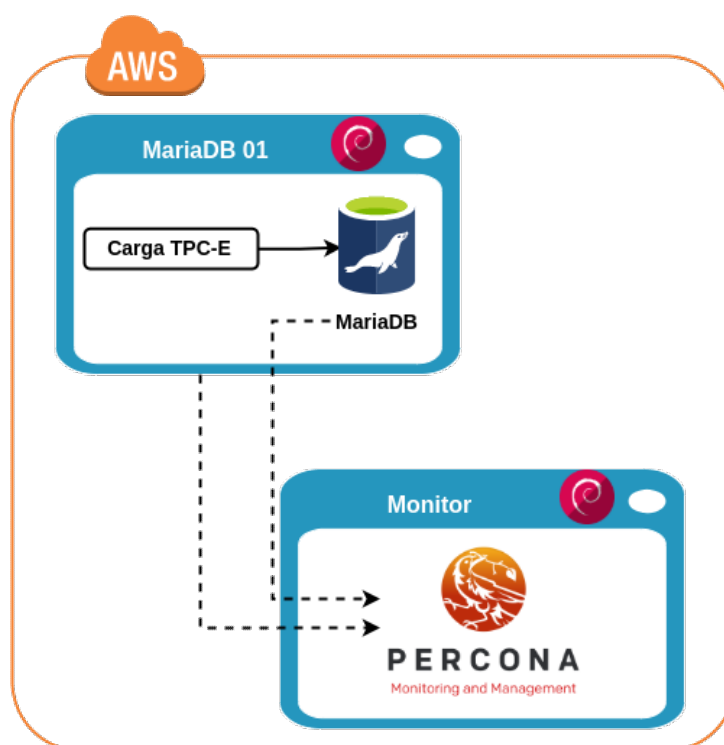 AWS
MariaDB 01
Carga TPC-E
MariaDB
Monitor
PERCONA
Monitoring and Management